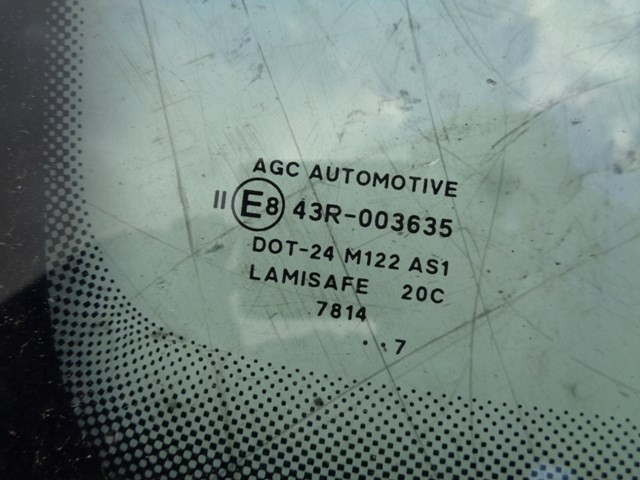 AGC AUTOMOTIVE
II E8 43R-003635
DOT-24 M122 AS1
LAMISAFE 20C
7814
. . 7